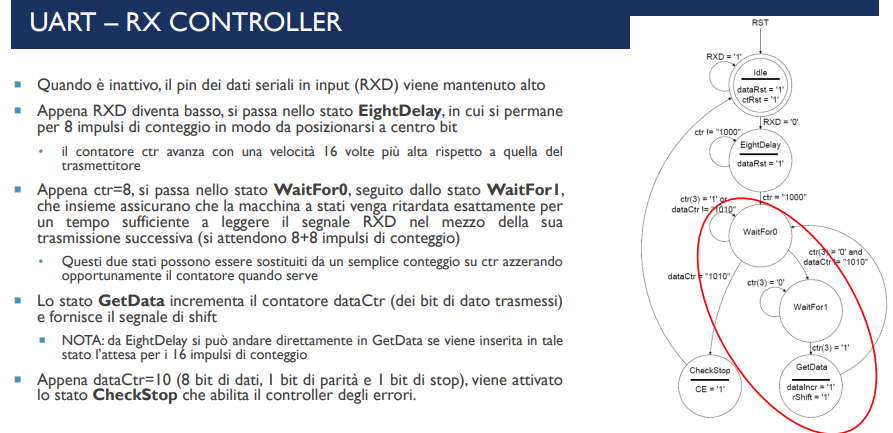 UART – RX CONTROLLER
Quando è inattivo, il pin dei dati seriali in input (RXD) viene mantenuto alto
Appena RXD diventa basso, si passa nello stato EightDelay, in cui si permane
per 8 impulsi di conteggio in modo da posizionarsi a centro bit
il contatore ctr avanza con una velocità 16 volte più alta rispetto a quella del
trasmettitore
Appena ctr=8, si passa nello stato WaitFor0, seguito dallo stato WaitFor1,
che insieme assicurano che la macchina a stati venga ritardata esattamente per
un tempo sufficiente a leggere il segnale RXD nel mezzo della sua
trasmissione successiva (si attendono 8+8 impulsi di conteggio)
Questi due stati possono essere sostituiti da un semplice conteggio su ctr azzerando
opportunamente il contatore quando serve
Lo stato GetData incrementa il contatore dataCtr (dei bit di dato trasmessi)
e fornisce il segnale di shift
NOTA: da EightDelay si può andare direttamente in GetData se viene inserita in tale
stato l'attesa per i 16 impulsi di conteggio
Appena dataCtr=10 (8 bit di dati, 1 bit di parità e 1 bit di stop), viene attivato
lo stato CheckStop che abilita il controller degli errori.
RST
RXD = '1'
Idle
dataRst = '1'
ctRst = '1'
RXD = '0'
ctr != "1000"
EightDelay
dataRst = '1'
ctr(3) = '1' or
dataCtr != "1010"
ctr = "1000"
WaitFor0
ctr(3) = '0' and
dataCtr != "1010"
dataCtr = "1010"
ctr(3) = '0'
WaitFor1
ctr(3) = '1'
CheckStop
CE = '1'
GetData
dataIncr = '1'
rShift = '1'